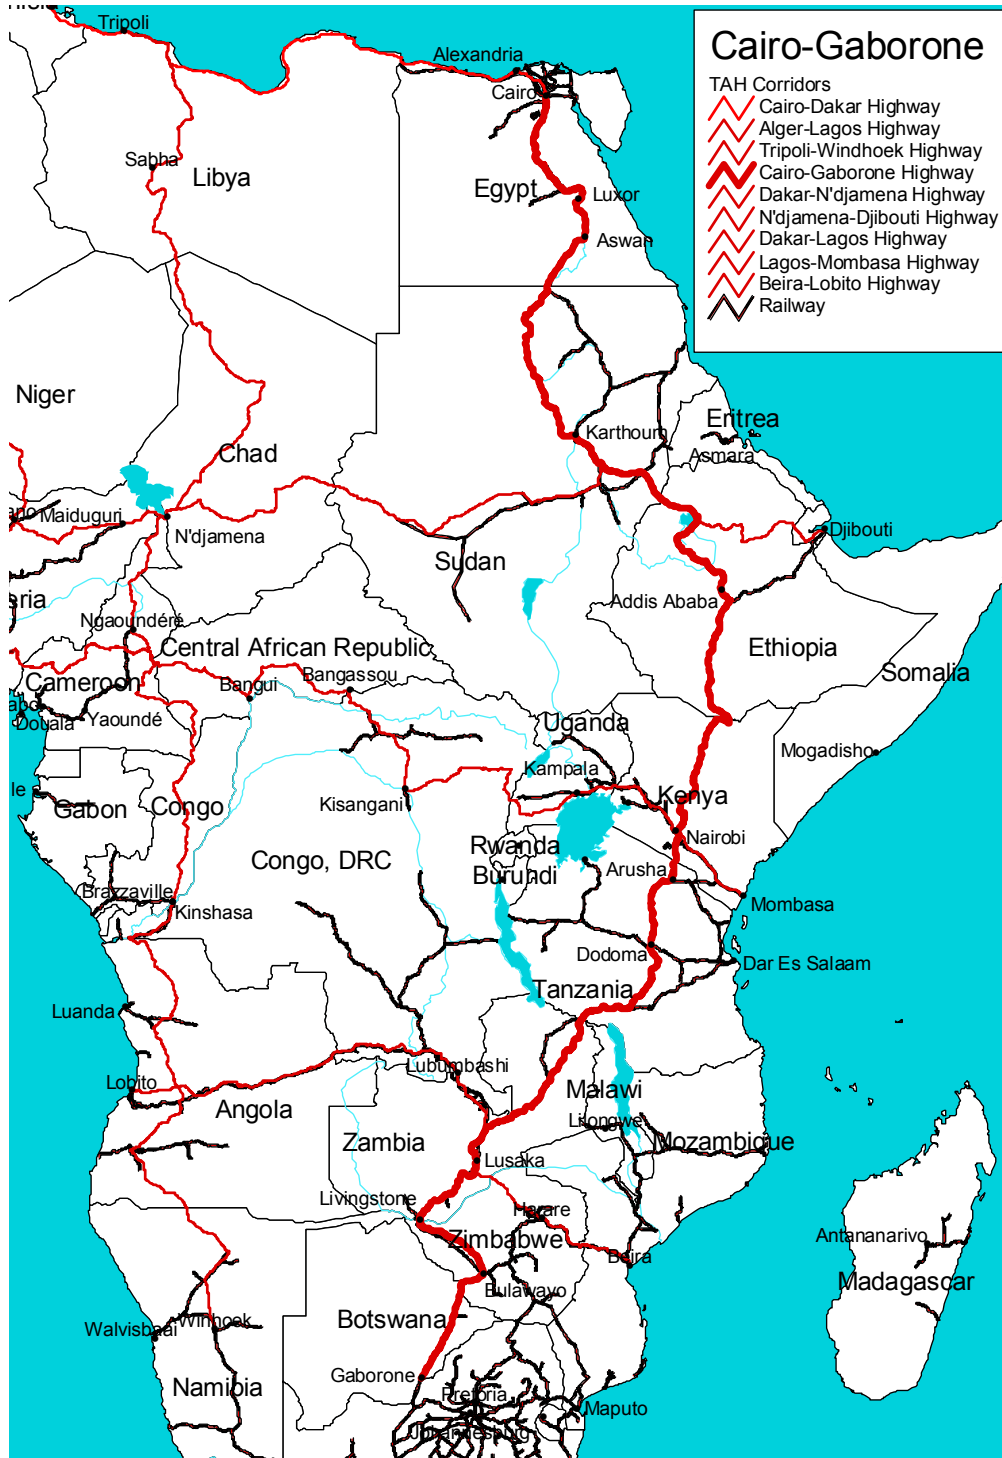 Tripoli
Alexandria
Cairo
Cairo-Gaborone
TAH Corridors
Cairo-Dakar Highway
Alger-Lagos Highway
Tripoli-Windhoek Highway
Cairo-Gaborone Highway
Dakar-N'djamena Highway
N'djamena-Djibouti Highway
Dakar-Lagos Highway
Lagos-Mombasa Highway
Beira-Lobito Highway
Railway
Sabha
Libya
Egypt
Luxor
Aswan
Niger
Chad
Karthoum
Eritrea
Asmara
Maiduguri
N'djamena
Djibouti
Sudan
Addis Ababa
Ngaoundéré
Central African Republic
Ethiopia
Somalia
Cameroon
Bangui
Bangassou
Douala
Yaoundé
Uganda
Mogadisho
Kampala
Kisangani
Gabon
Congo
Kenya
Nairobi
Congo, DRC
Rwanda
Burundi
Arusha
Brazzaville
Kinshasa
Mombasa
Dodoma
Dar Es Salaam
Tanzania
Luanda
Lubumbashi
Lobito
Angola
Malawi
Lilongwe
Zambia
Mozambique
Lusaka
Livingstone
Harare
Zimbabwe
Beira
Antananarivo
Madagascar
Bulawayo
Botswana
Walvisbaai
Winhoek
Gaborone
Namibia
Pretoria
Maputo
Johannesburg